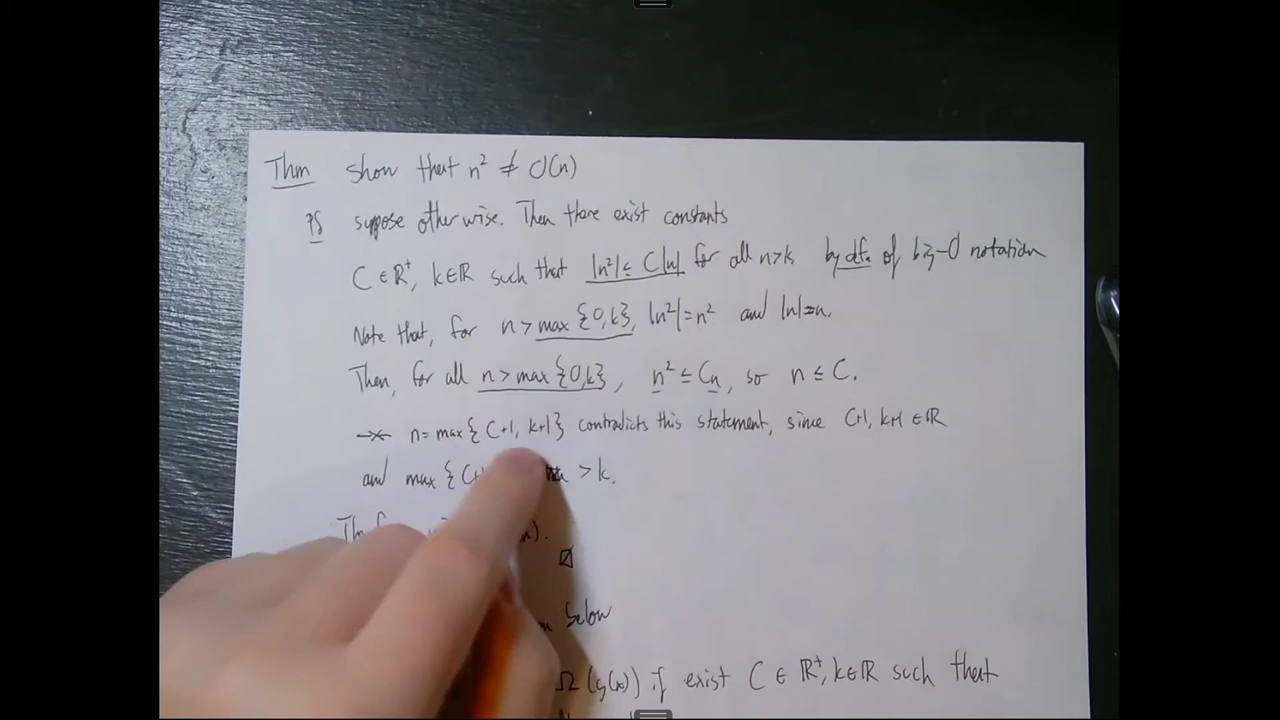 Thm show that n² ≠ O(n)
Pf suppose otherwise. Then there exist constants
C ∈ ℝ⁺, k∈ℝ such that |n²| ≤ C|n| for all n>k by dfn of big-O notation
Note that, for n > max {0,k}, |n²|=n² and |n|=n.
Then, for all n > max {0,k}, n² ≤ Cn, so n ≤ C.
n = max{ C+1, k+1} contradicts this statement, since C+1, k+1 ∈ ℝ
and max { C+1 > k.
n).
below
Ω(g(x)) if exist C ∈ ℝ⁺, k∈ℝ such that